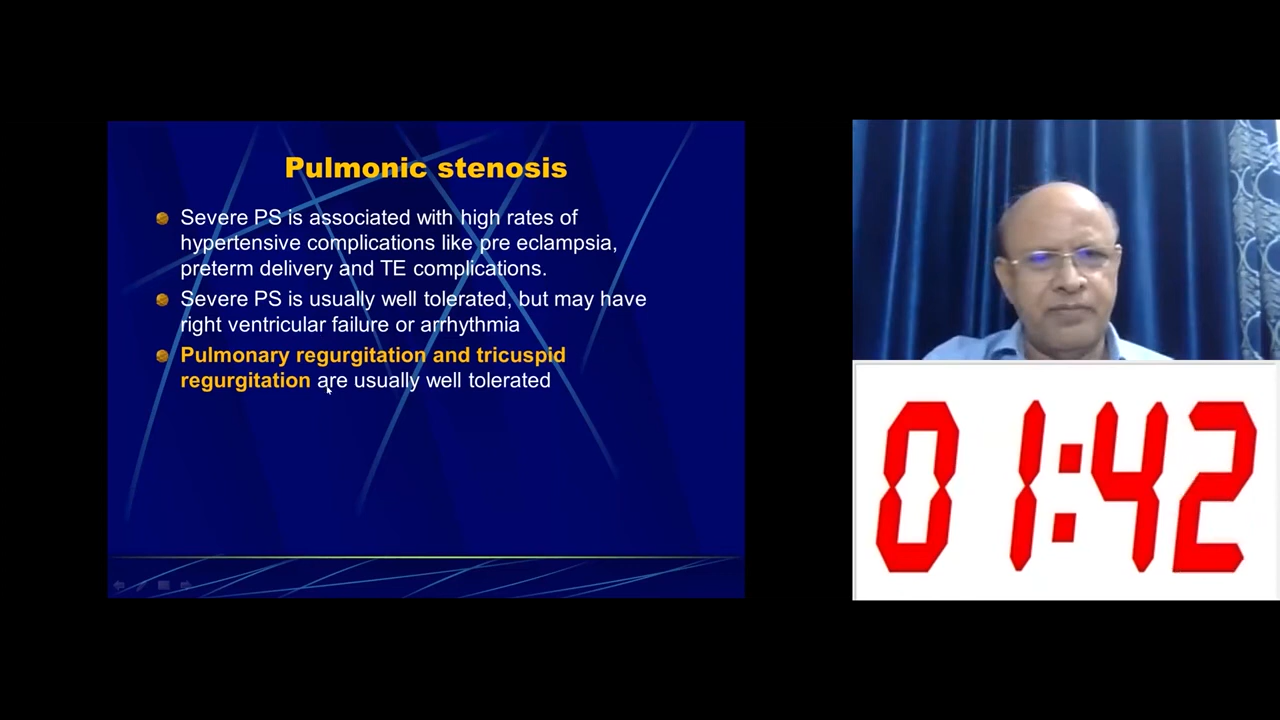 Pulmonic stenosis
Severe PS is associated with high rates of
hypertensive complications like pre eclampsia,
preterm delivery and TE complications.
Severe PS is usually well tolerated, but may have
right ventricular failure or arrhythmia
Pulmonary regurgitation and tricuspid
regurgitation are usually well tolerated
01:42